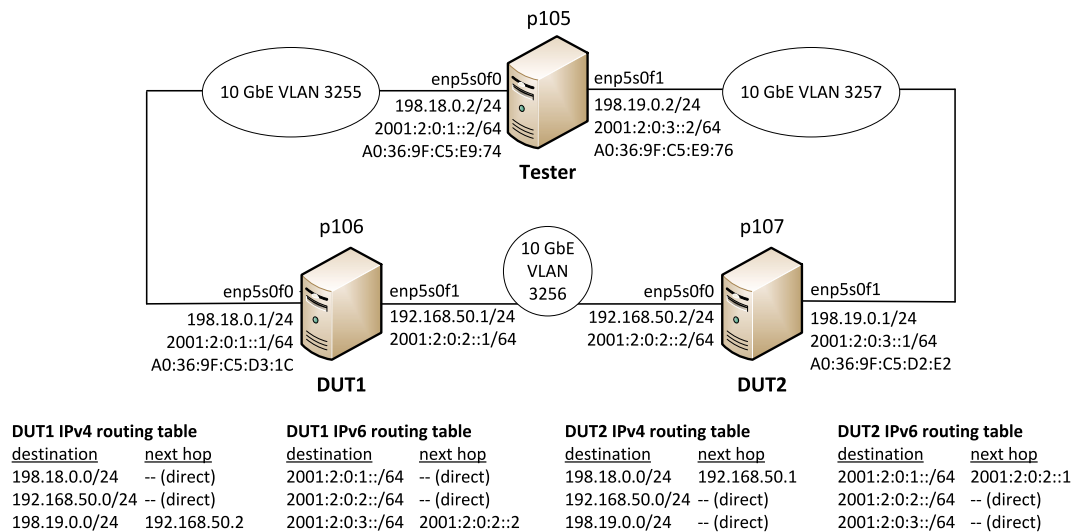 p105
enp5s0f0
enp5s0f1
10 GbE VLAN 3255
10 GbE VLAN 3257
198.18.0.2/24
198.19.0.2/24
2001:2:0:1::2/64
2001:2:0:3::2/64
A0:36:9F:C5:E9:74
A0:36:9F:C5:E9:76
Tester
p106
p107
10 GbE
VLAN
3256
enp5s0f0
enp5s0f1
enp5s0f0
enp5s0f1
198.18.0.1/24
192.168.50.1/24
192.168.50.2/24
198.19.0.1/24
2001:2:0:1::1/64
2001:2:0:2::1/64
2001:2:0:2::2/64
2001:2:0:3::1/64
A0:36:9F:C5:D3:1C
A0:36:9F:C5:D2:E2
DUT1
DUT2
DUT1 IPv4 routing table
destination next hop
198.18.0.0/24 -- (direct)
192.168.50.0/24 -- (direct)
198.19.0.0/24 192.168.50.2
DUT1 IPv6 routing table
destination next hop
2001:2:0:1::/64 -- (direct)
2001:2:0:2::/64 -- (direct)
2001:2:0:3::/64 2001:2:0:2::2
DUT2 IPv4 routing table
destination next hop
198.18.0.0/24 192.168.50.1
192.168.50.0/24 -- (direct)
198.19.0.0/24 -- (direct)
DUT2 IPv6 routing table
destination next hop
2001:2:0:1::/64 2001:2:0:2::1
2001:2:0:2::/64 -- (direct)
2001:2:0:3::/64 -- (direct)